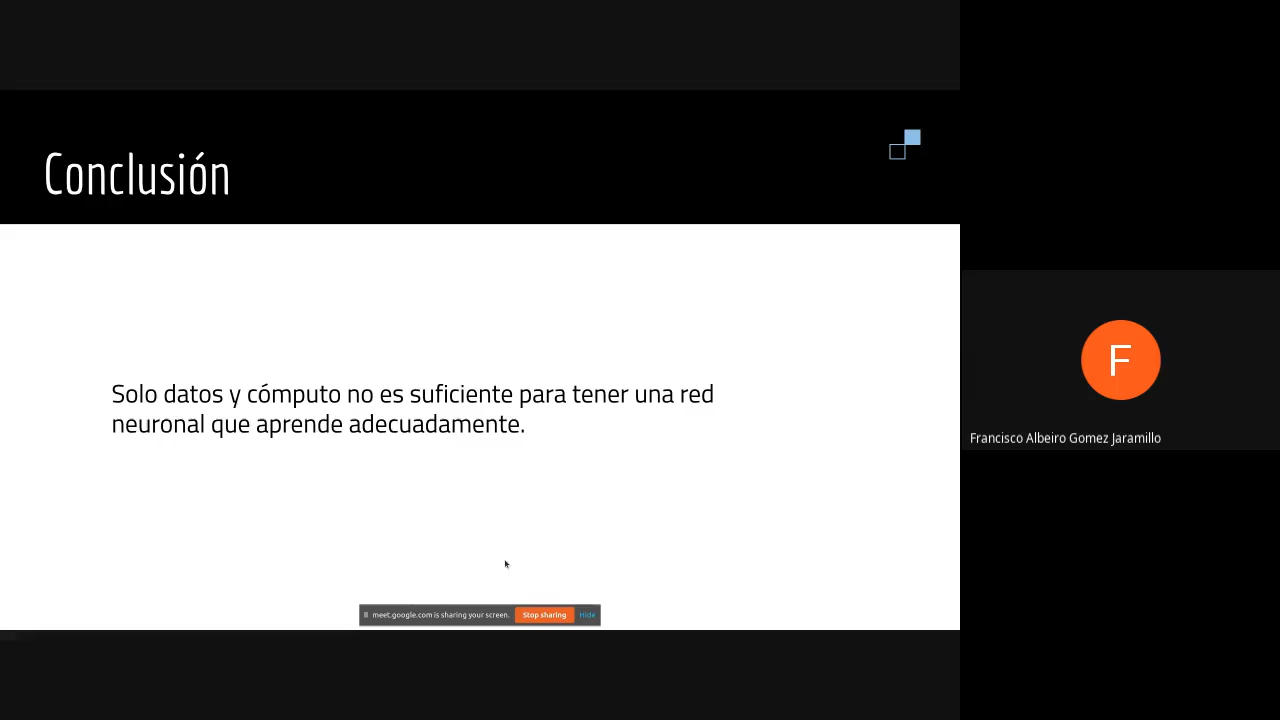 Conclusión
Solo datos y cómputo no es suficiente para tener una red
neuronal que aprende adecuadamente.
F
Francisco Albeiro Gomez Jaramillo
meet.google.com is sharing your screen. Stop sharing Hide